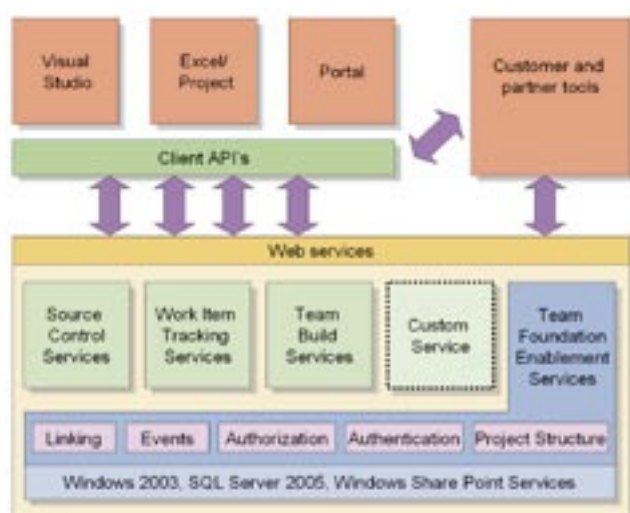 Visual
Studio
Excel/
Project
Portal
Customer and
partner tools
Client API's
Web services
Source
Control
Services
Work Item
Tracking
Services
Team
Build
Services
Custom
Service
Team
Foundation
Enablement
Services
Linking
Events
Authorization
Authentication
Project Structure
Windows 2003, SQL Server 2005, Windows Share Point Services